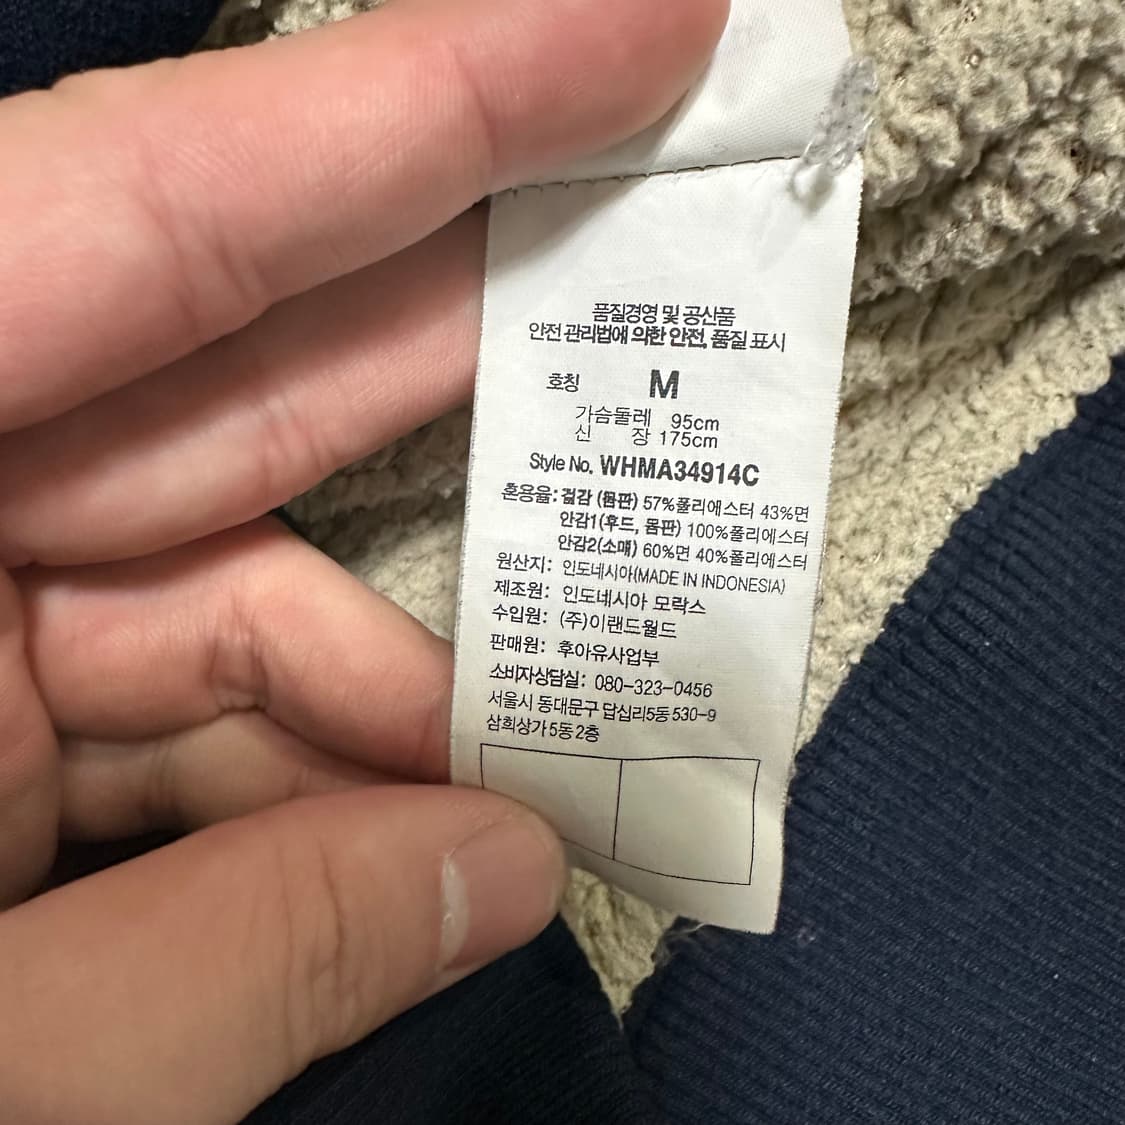 품질경영 및 공산품
안전 관리법에 의한 안전, 품질 표시
호칭 M
가슴둘레 95cm
신 장 175cm
Style No. WHMA34914C
혼용율: 겉감 (몸판) 57%폴리에스터 43%면
안감1(후드, 몸판) 100%폴리에스터
안감2(소매) 60%면 40%폴리에스터
원산지: 인도네시아(MADE IN INDONESIA)
제조원: 인도네시아 모락스
수입원: (주)이랜드월드
판매원: 후아유사업부
소비자상담실: 080-323-0456
서울시 동대문구 답십리5동 530-9
삼희상가 5동 2층